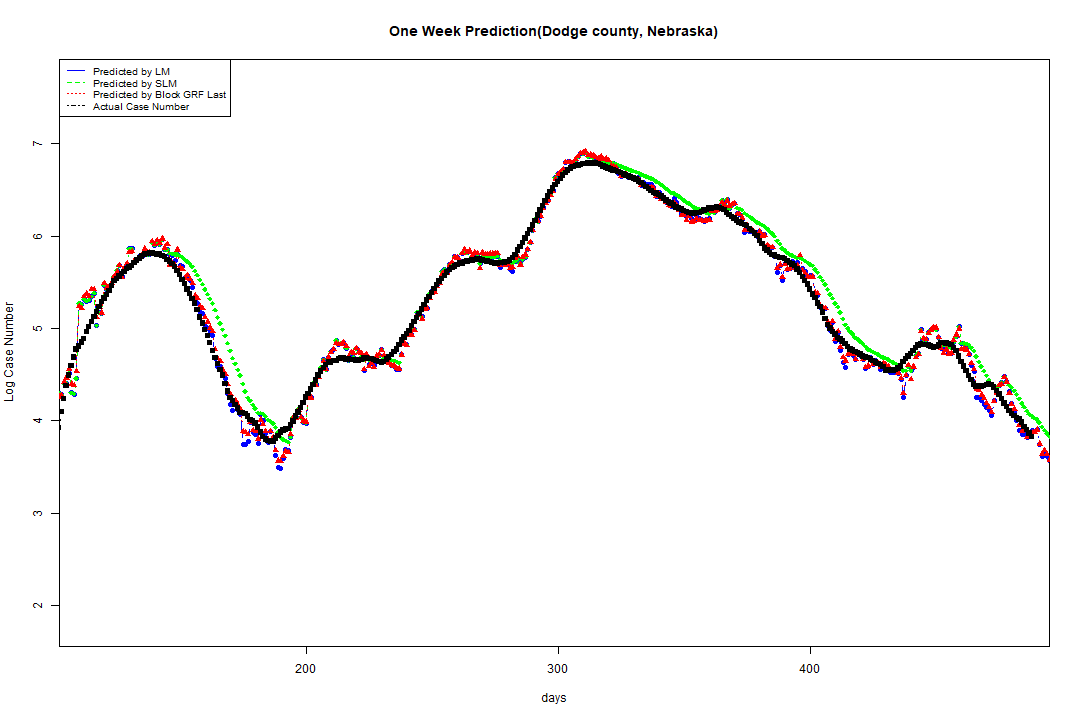 One Week Prediction(Dodge county, Nebraska)
Predicted by LM
Predicted by SLM
Predicted by Block GRF Last
Actual Case Number
7
6
5
4
3
2
Log Case Number
200 300 400
days